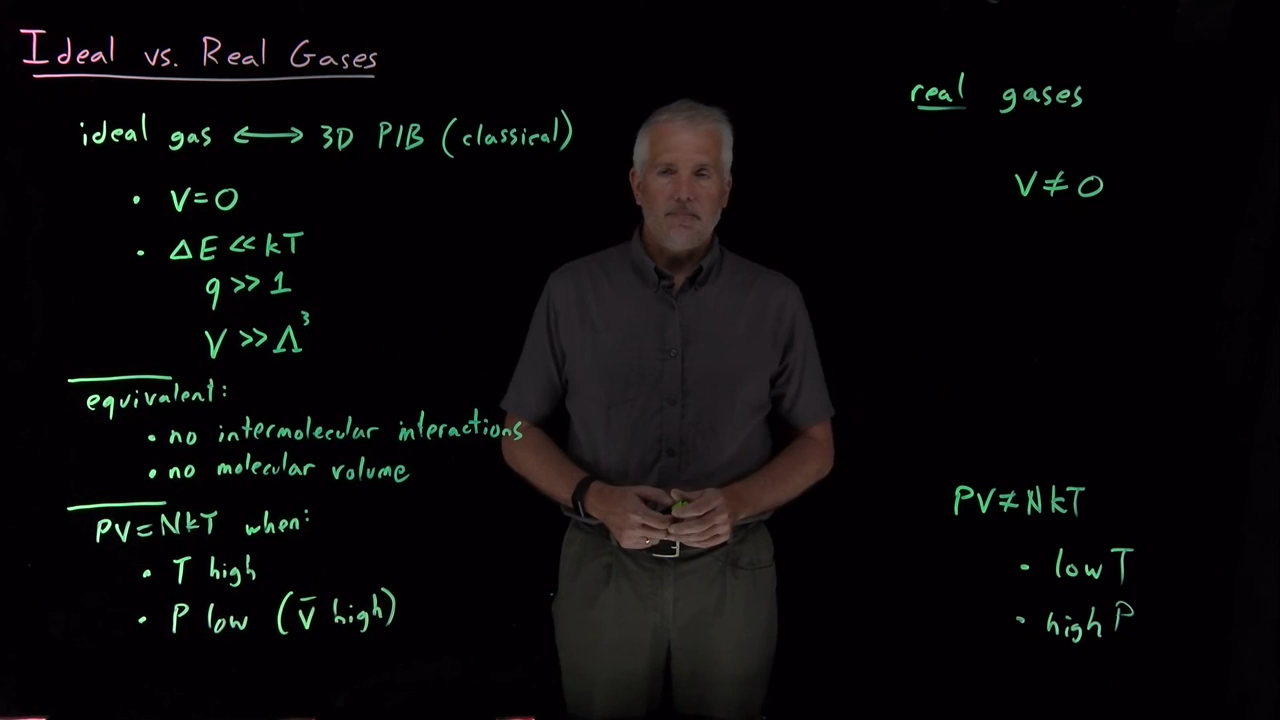 Ideal vs. Real Gases
ideal gas ⟷ 3D PIB (classical)
• V=0
• ΔE << kT
q >> 1
V >> Λ³
equivalent:
• no intermolecular interactions
• no molecular volume
PV=NkT when:
• T high
• P low (V̄ high)
real gases
V≠0
PV≠NkT
• low T
• high P